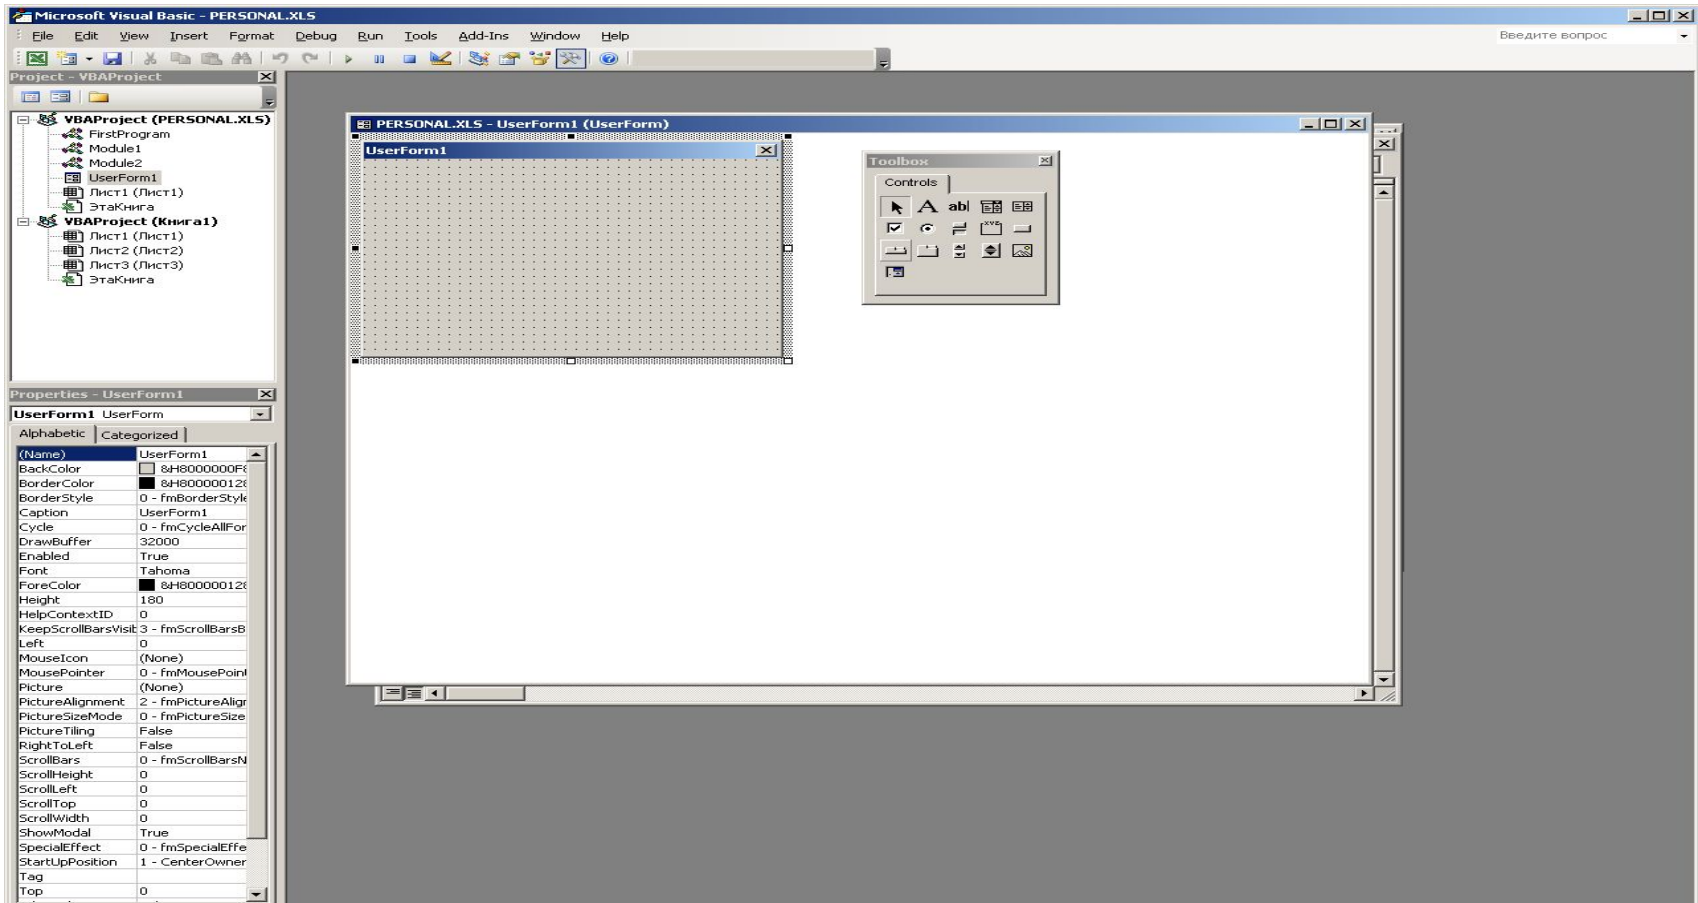 Microsoft Visual Basic - PERSONAL.XLS
File Edit View Insert Format Debug Run Tools Add-Ins Window Help Введите вопрос
Project - VBAProject
VBAProject (PERSONAL.XLS)
FirstProgram
Module1
Module2
UserForm1
Лист1 (Лист1)
ЭтаКнига
VBAProject (Книга1)
Лист1 (Лист1)
Лист2 (Лист2)
Лист3 (Лист3)
ЭтаКнига
PERSONAL.XLS - UserForm1 (UserForm)
UserForm1
Toolbox
Controls
A ab
XYZ
Properties - UserForm1
UserForm1 UserForm
Alphabetic Categorized
(Name) UserForm1
BackColor &H8000000F&
BorderColor &H80000012&
BorderStyle 0 - fmBorderStyle
Caption UserForm1
Cycle 0 - fmCycleAllFor
DrawBuffer 32000
Enabled True
Font Tahoma
ForeColor &H80000012&
Height 180
HelpContextID 0
KeepScrollBarsVisit 3 - fmScrollBarsB
Left 0
MouseIcon (None)
MousePointer 0 - fmMousePoint
Picture (None)
PictureAlignment 2 - fmPictureAligr
PictureSizeMode 0 - fmPictureSize
PictureTiling False
RightToLeft False
ScrollBars 0 - fmScrollBarsN
ScrollHeight 0
ScrollLeft 0
ScrollTop 0
ScrollWidth 0
ShowModal True
SpecialEffect 0 - fmSpecialEffe
StartUpPosition 1 - CenterOwner
Tag
Top 0